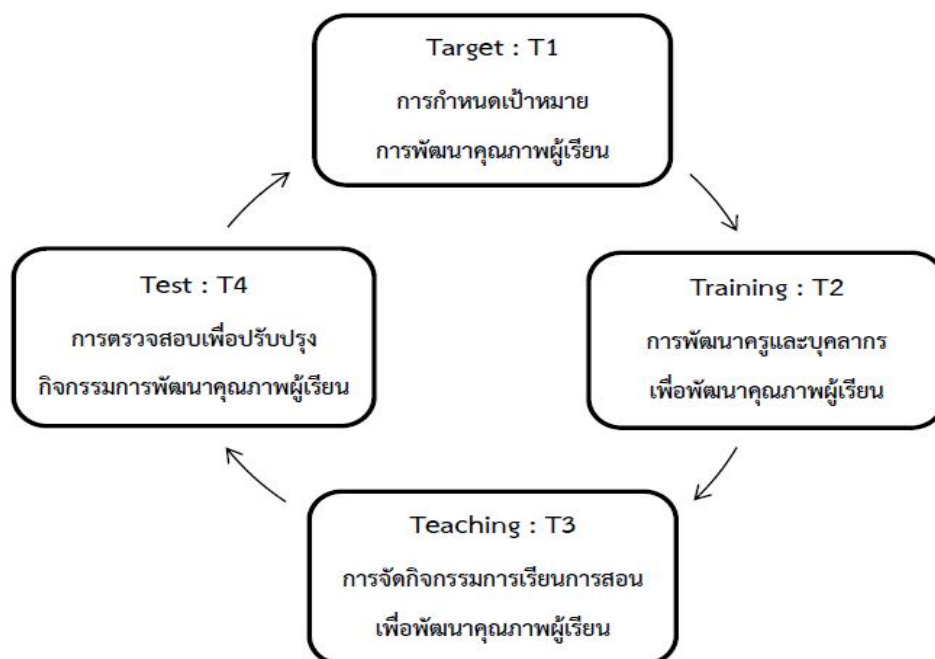 Target : T1
การกำหนดเป้าหมาย
การพัฒนาคุณภาพผู้เรียน
Training : T2
การพัฒนาครูและบุคลากร
เพื่อพัฒนาคุณภาพผู้เรียน
Teaching : T3
การจัดกิจกรรมการเรียนการสอน
เพื่อพัฒนาคุณภาพผู้เรียน
Test : T4
การตรวจสอบเพื่อปรับปรุง
กิจกรรมการพัฒนาคุณภาพผู้เรียน